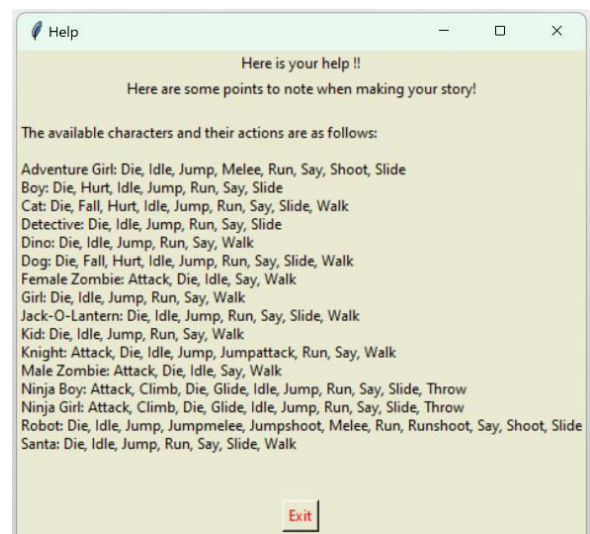 Help
Here is your help !!
Here are some points to note when making your story!
The available characters and their actions are as follows:
Adventure Girl: Die, Idle, Jump, Melee, Run, Say, Shoot, Slide
Boy: Die, Hurt, Idle, Jump, Run, Say, Slide
Cat: Die, Fall, Hurt, Idle, Jump, Run, Say, Slide, Walk
Detective: Die, Idle, Jump, Run, Say, Slide
Dino: Die, Idle, Jump, Run, Say, Walk
Dog: Die, Fall, Hurt, Idle, Jump, Run, Say, Slide, Walk
Female Zombie: Attack, Die, Idle, Say, Walk
Girl: Die, Idle, Jump, Run, Say, Walk
Jack-O-Lantern: Die, Idle, Jump, Run, Say, Slide, Walk
Kid: Die, Idle, Jump, Run, Say, Walk
Knight: Attack, Die, Idle, Jump, Jumpattack, Run, Say, Walk
Male Zombie: Attack, Die, Idle, Say, Walk
Ninja Boy: Attack, Climb, Die, Glide, Idle, Jump, Run, Say, Slide, Throw
Ninja Girl: Attack, Climb, Die, Glide, Idle, Jump, Run, Say, Slide, Throw
Robot: Die, Idle, Jump, Jumpmelee, Jumpshoot, Melee, Run, Runshoot, Say, Shoot, Slide
Santa: Die, Idle, Jump, Run, Say, Slide, Walk
Exit